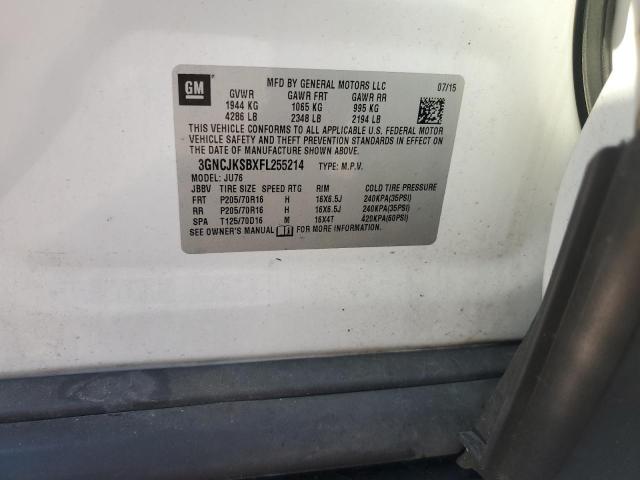 GM
MFD BY GENERAL MOTORS LLC 07/15
GVWR GAWR FRT GAWR RR
1944 KG 1065 KG 995 KG
4286 LB 2348 LB 2194 LB
THIS VEHICLE CONFORMS TO ALL APPLICABLE U.S. FEDERAL MOTOR
VEHICLE SAFETY AND THEFT PREVENTION STANDARDS IN EFFECT ON THE
DATE OF MANUFACTURE SHOWN ABOVE.
3GNCJKSBXFL255214 TYPE: M.P.V.
MODEL: JU76
JBBV TIRE SIZE SPEED RTG RIM COLD TIRE PRESSURE
FRT P205/70R16 H 16X6.5J 240KPA(35PSI)
RR P205/70R16 H 16X6.5J 240KPA(35PSI)
SPA T125/70D16 M 16X4T 420KPA(60PSI)
SEE OWNER'S MANUAL FOR MORE INFORMATION.